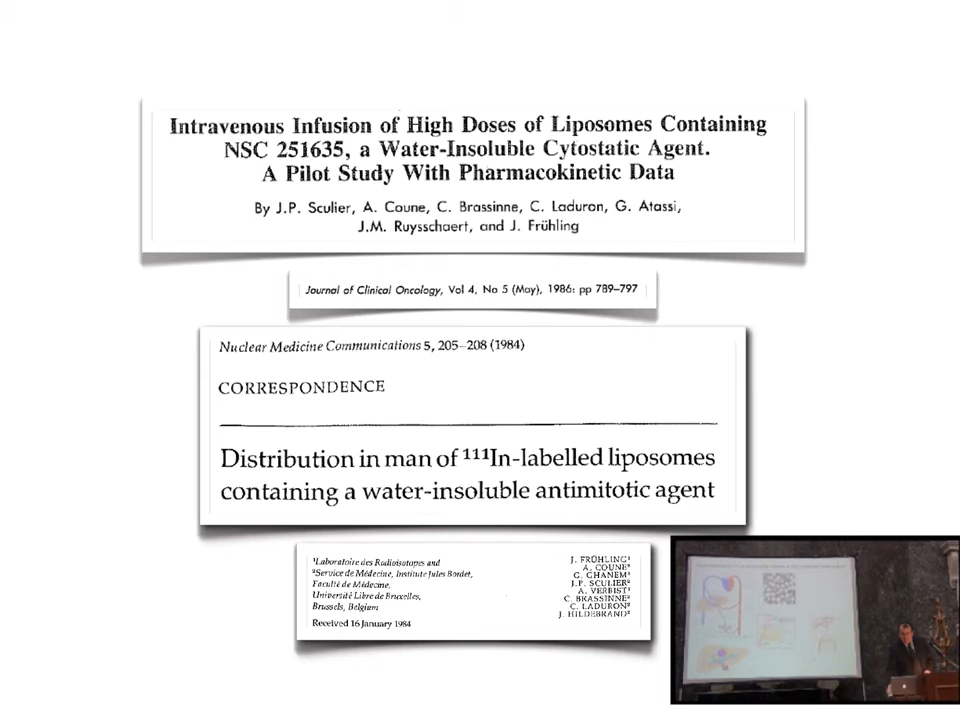 Intravenous Infusion of High Doses of Liposomes Containing
NSC 251635, a Water-Insoluble Cytostatic Agent.
A Pilot Study With Pharmacokinetic Data
By J.P. Sculier, A. Coune, C. Brassinne, C. Laduron, G. Atassi,
J.M. Ruysschaert, and J. Frühling
Journal of Clinical Oncology, Vol 4, No 5 (May), 1986: pp 789–797
Nuclear Medicine Communications 5, 205–208 (1984)
CORRESPONDENCE
Distribution in man of ¹¹¹In-labelled liposomes
containing a water-insoluble antimitotic agent
¹Laboratoire des Radioisotopes and
²Service de Médecine, Institute Jules Bordet,
Faculté de Médecine,
Université Libre de Bruxelles,
Brussels, Belgium
Received 16 January 1984
J. FRÜHLING¹
A. COUNE²
G. GHANEM¹
J.P. SCULIER²
A. VERBIST¹
C. BRASSINNE²
C. LADURON²
J. HILDEBRAND²